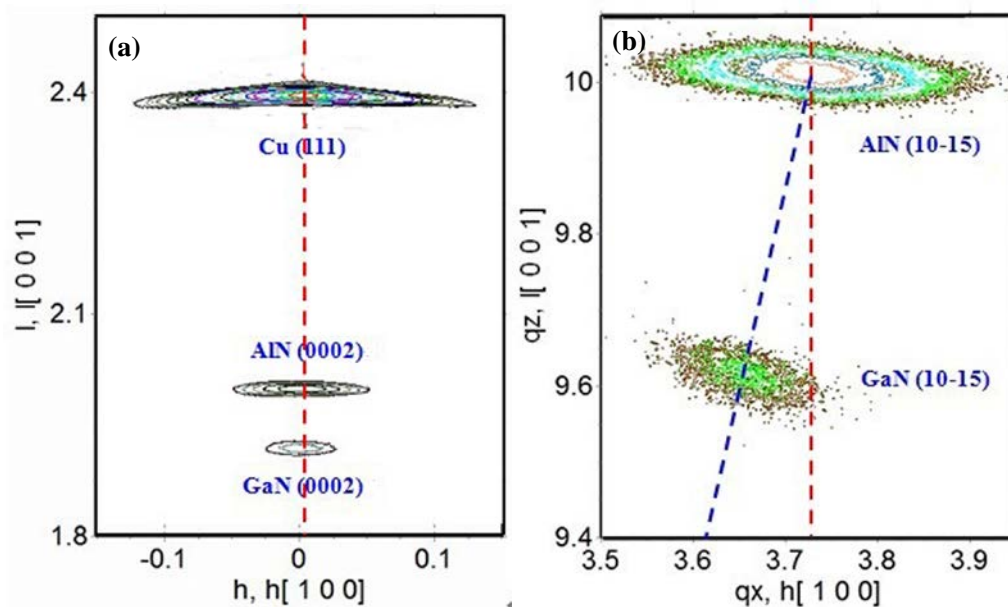 (a)
2.4
Cu (111)
l, l[ 0 0 1]
2.1
AlN (0002)
GaN (0002)
1.8
-0.1
0
0.1
h, h[ 1 0 0]
(b)
10
AlN (10-15)
9.8
qz, l[ 0 0 1]
9.6
GaN (10-15)
9.4
3.5
3.6
3.7
3.8
3.9
qx, h[ 1 0 0]